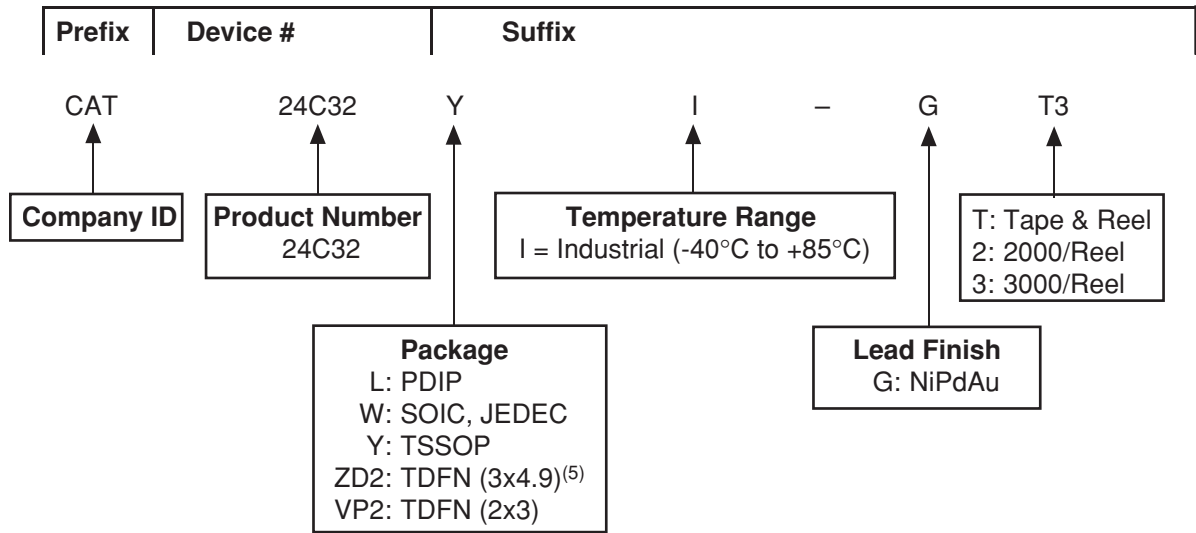 Prefix Device # Suffix
CAT 24C32 Y I – G T3
Company ID
Product Number
24C32
Temperature Range
I = Industrial (-40°C to +85°C)
T: Tape & Reel
2: 2000/Reel
3: 3000/Reel
Package
L: PDIP
W: SOIC, JEDEC
Y: TSSOP
ZD2: TDFN (3x4.9)(5)
VP2: TDFN (2x3)
Lead Finish
G: NiPdAu